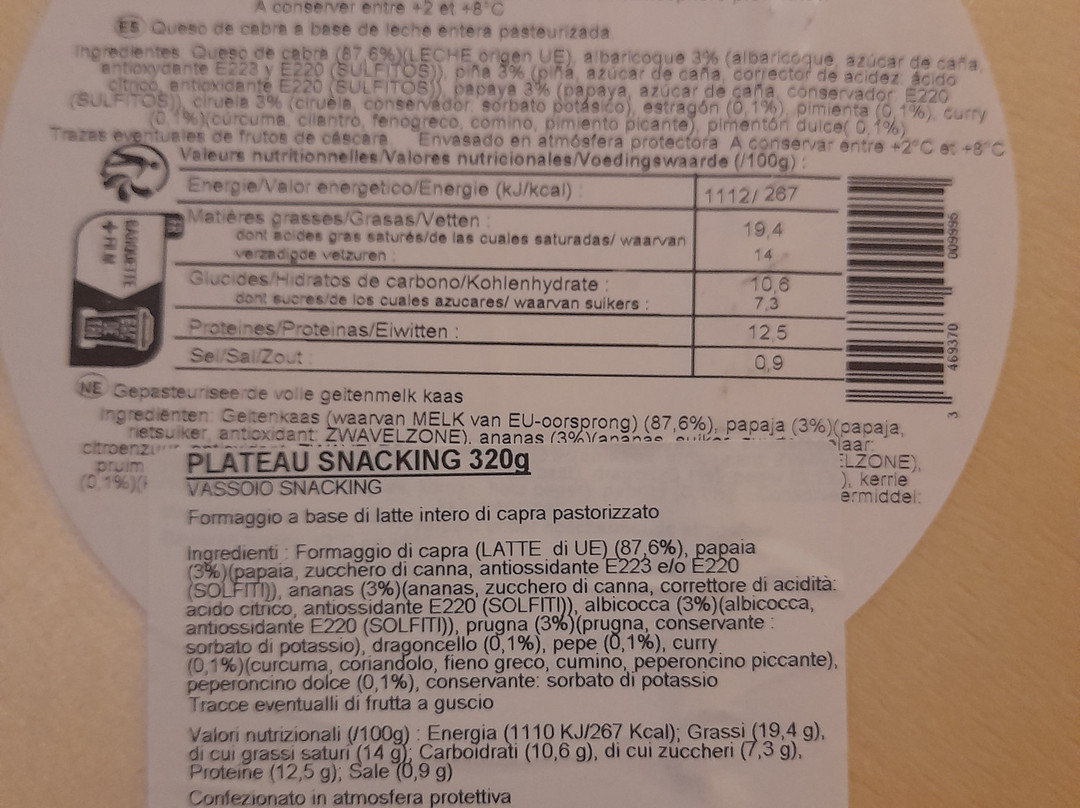 A conserver entre +2 et +8°C
ES Queso de cabra a base de leche entera pasteurizada
Ingredientes: Queso de cabra (87,6%)(LECHE origen UE), albaricoque 3% (albaricoque, azúcar de caña,
antioxydante E223 y E220 (SULFITOS)), piña 3% (piña, azúcar de caña, corrector de acidez: ácido
cítrico, antioxidante E220 (SULFITOS)), papaya 3% (papaya, azúcar de caña, conservador E220
(SULFITOS)), ciruela 3% (ciruela, conservador: sorbato potásico), estragón (0,1%), pimienta (0,1%), curry
(0,1%)(cúrcuma, cilantro, fenogreco, comino, pimiento picante), pimentón dulce( 0,1%)
Trazas eventuales de frutos de cáscara Envasado en atmósfera protectora A conservar entre +2°C et +8°C
Valeurs nutritionnelles/Valores nutricionales/Voedingswaarde (/100g) :
Energie/Valor energetico/Energie (kJ/kcal) : 1112/ 267
Matières grasses/Grasas/Vetten : 19,4
dont acides gras saturés/de las cuales saturadas/ waarvan
verzadigde vetzuren : 14
Glucides/Hidratos de carbono/Kohlenhydrate : 10,6
dont sucres/de los cuales azucares/ waarvan suikers : 7,3
Proteines/Proteinas/Eiwitten : 12,5
Sel/Sal/Zout : 0,9
FR
BARQUETTE
+ FILM
3 469370 009996
NE Gepasteuriseerde volle geitenmelk kaas
Ingrediënten: Geitenkaas (waarvan MELK van EU-oorsprong) (87,6%), papaja (3%)(papaja,
rietsuiker, antioxidant: ZWAVELZONE), ananas (3%)(ananas,
pruim
(0,1%)(
ELZONE),
), kerrie
ermiddel:
PLATEAU SNACKING 320g
VASSOIO SNACKING
Formaggio a base di latte intero di capra pastorizzato
Ingredienti : Formaggio di capra (LATTE di UE) (87,6%), papaia
(3%)(papaia, zucchero di canna, antiossidante E223 e/o E220
(SOLFITI)), ananas (3%)(ananas, zucchero di canna, correttore di acidità:
acido citrico, antiossidante E220 (SOLFITI)), albicocca (3%)(albicocca,
antiossidante E220 (SOLFITI)), prugna (3%)(prugna, conservante :
sorbato di potassio), dragoncello (0,1%), pepe (0,1%), curry
(0,1%)(curcuma, coriandolo, fieno greco, cumino, peperoncino piccante),
peperoncino dolce (0,1%), conservante: sorbato di potassio
Tracce eventualli di frutta a guscio
Valori nutrizionali (/100g) : Energia (1110 KJ/267 Kcal); Grassi (19,4 g),
di cui grassi saturi (14 g); Carboidrati (10,6 g), di cui zuccheri (7,3 g),
Proteine (12,5 g); Sale (0,9 g)
Confezionato in atmosfera protettiva